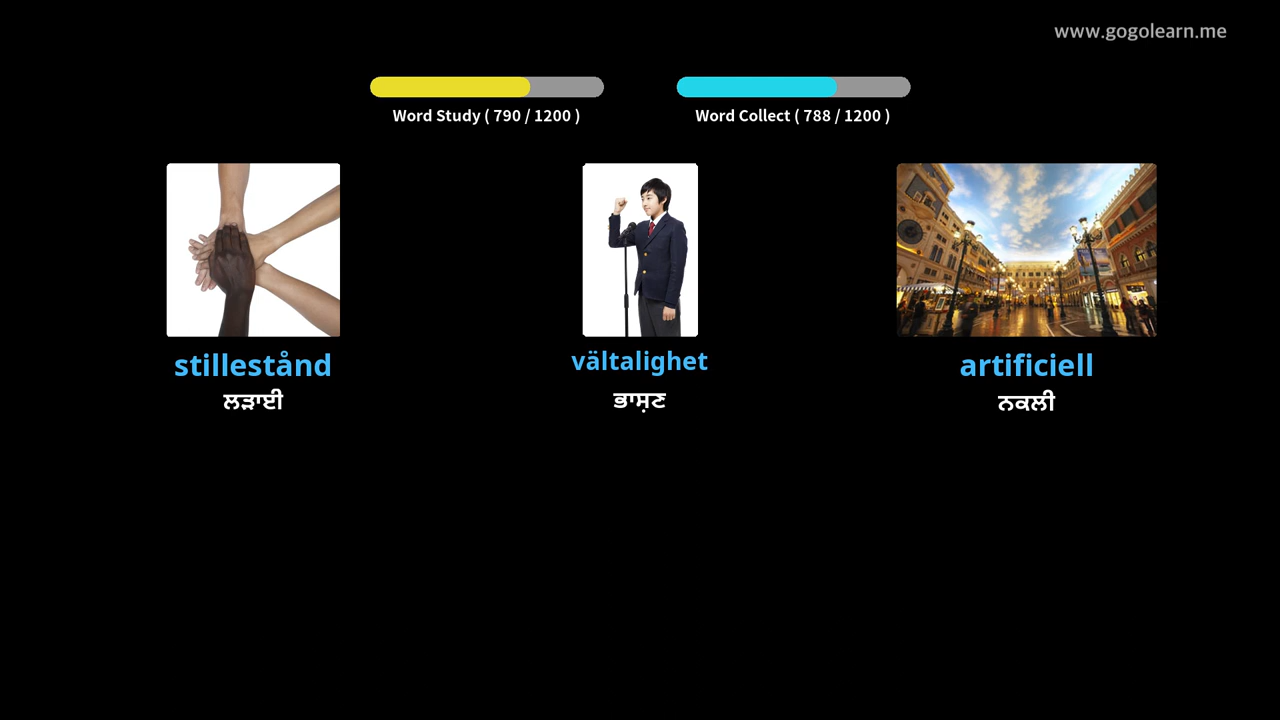 www.gogolearn.me
Word Study ( 790 / 1200 )
Word Collect ( 788 / 1200 )
stillestånd
ਲੜਾਈ
vältalighet
ਭਾਸ਼ਣ
artificiell
ਨਕਲੀ